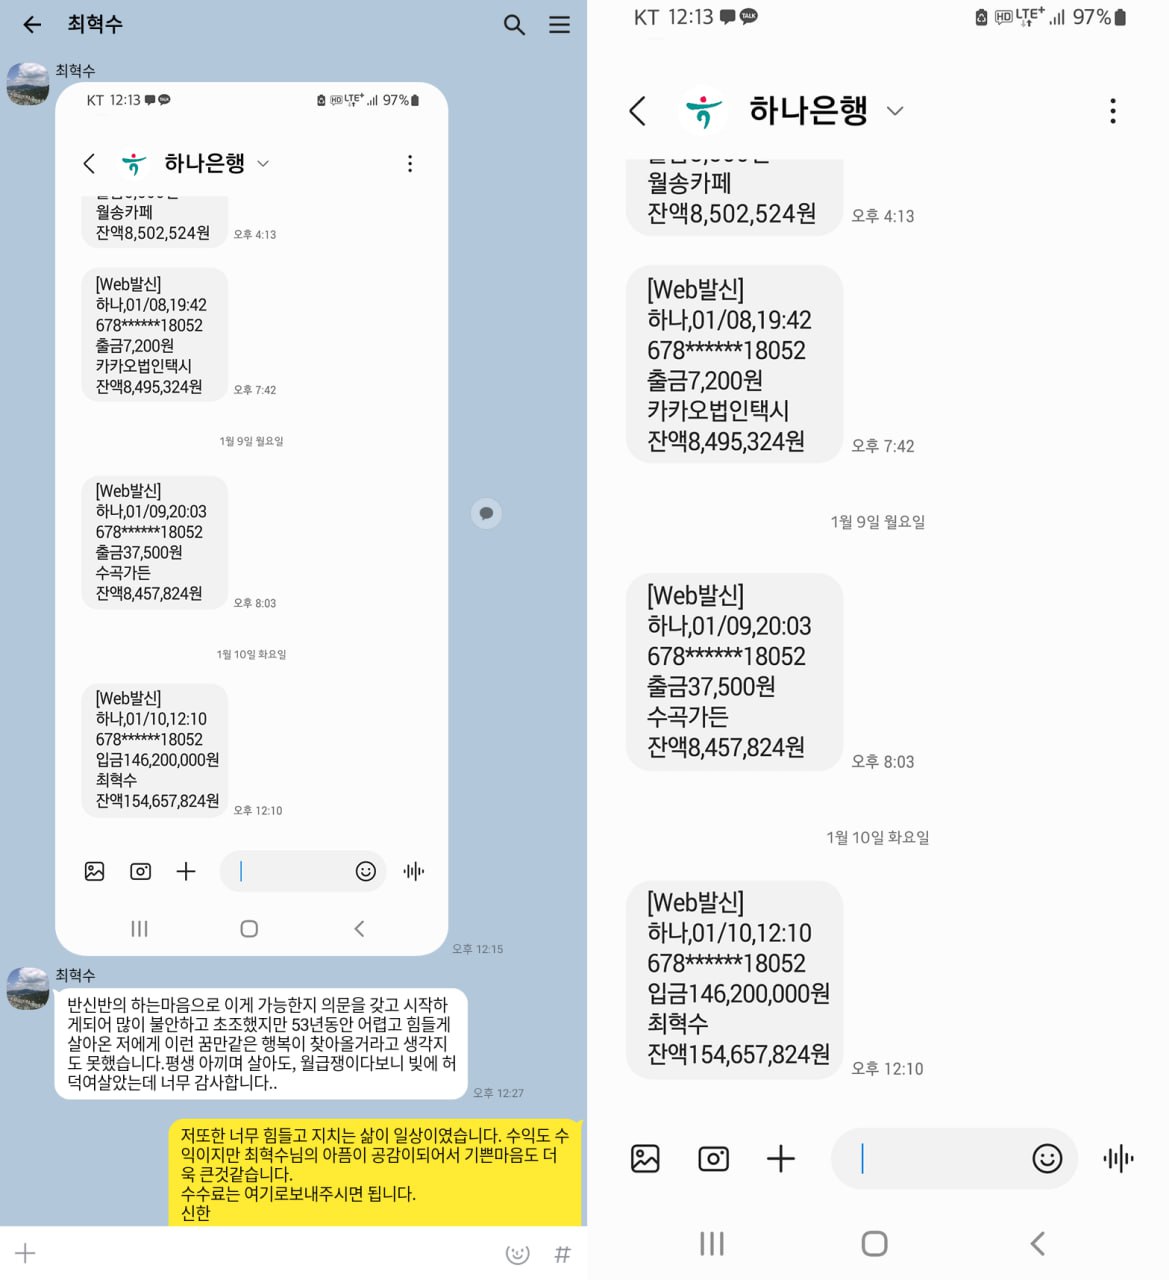 최혁수
최혁수
KT 12:13 TALK HD LTE+ 97%
하나은행
월송카페
잔액8,502,524원
오후 4:13
[Web발신]
하나,01/08,19:42
678******18052
출금7,200원
카카오법인택시
잔액8,495,324원
오후 7:42
1월 9일 월요일
[Web발신]
하나,01/09,20:03
678******18052
출금37,500원
수곡가든
잔액8,457,824원
오후 8:03
1월 10일 화요일
[Web발신]
하나,01/10,12:10
678******18052
입금146,200,000원
최혁수
잔액154,657,824원
오후 12:10
오후 12:15
최혁수
반신반의 하는마음으로 이게 가능한지 의문을 갖고 시작하
게되어 많이 불안하고 초조했지만 53년동안 어렵고 힘들게
살아온 저에게 이런 꿈만같은 행복이 찾아올거라고 생각지
도 못했습니다.평생 아끼며 살아도, 월급쟁이다보니 빛에 허
덕여살았는데 너무 감사합니다..
오후 12:27
저또한 너무 힘들고 지치는 삶이 일상이였습니다. 수익도 수
익이지만 최혁수님의 아픔이 공감이되어서 기쁜마음도 더
욱 큰것같습니다.
수수료는 여기로보내주시면 됩니다.
신한
KT 12:13 TALK HD LTE+ 97%
하나은행
월송카페
잔액8,502,524원
오후 4:13
[Web발신]
하나,01/08,19:42
678******18052
출금7,200원
카카오법인택시
잔액8,495,324원
오후 7:42
1월 9일 월요일
[Web발신]
하나,01/09,20:03
678******18052
출금37,500원
수곡가든
잔액8,457,824원
오후 8:03
1월 10일 화요일
[Web발신]
하나,01/10,12:10
678******18052
입금146,200,000원
최혁수
잔액154,657,824원
오후 12:10